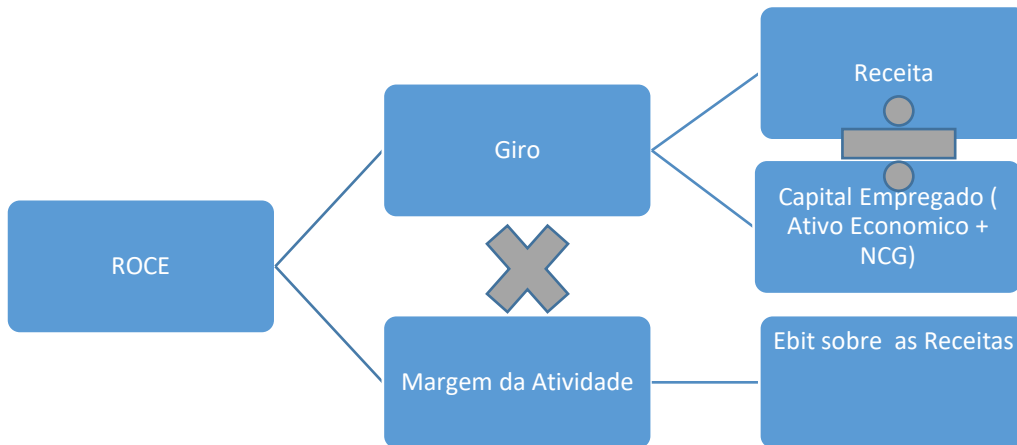 Receita
Giro
Capital Empregado (
Ativo Economico +
NCG)
ROCE
Ebit sobre as Receitas
Margem da Atividade